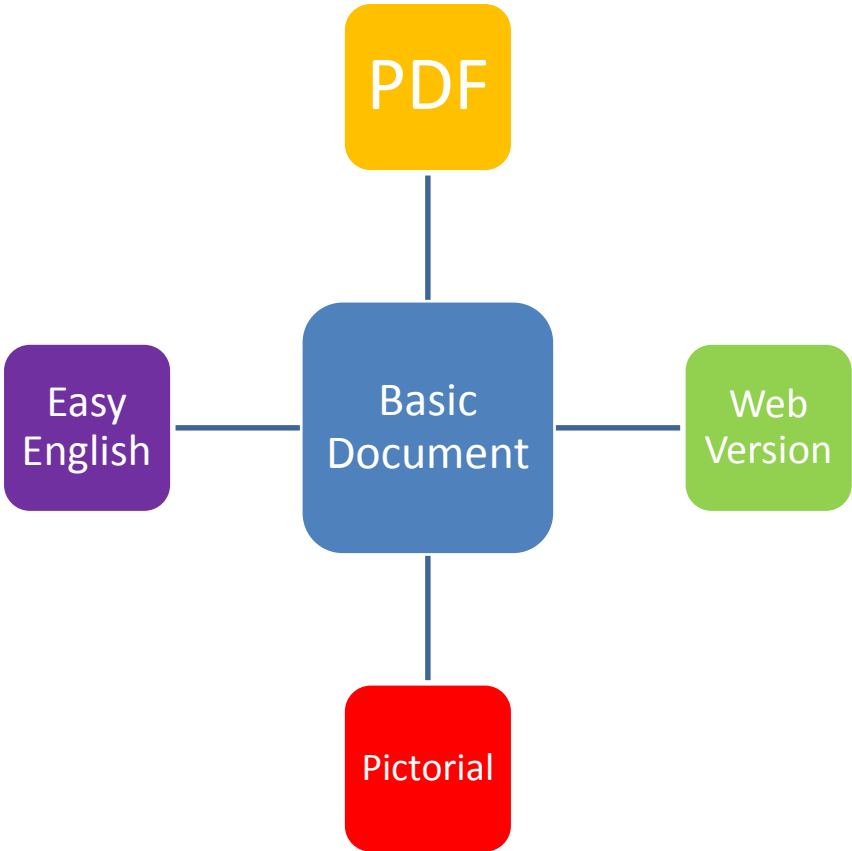 PDF
Easy
English
Basic
Document
Web
Version
Pictorial